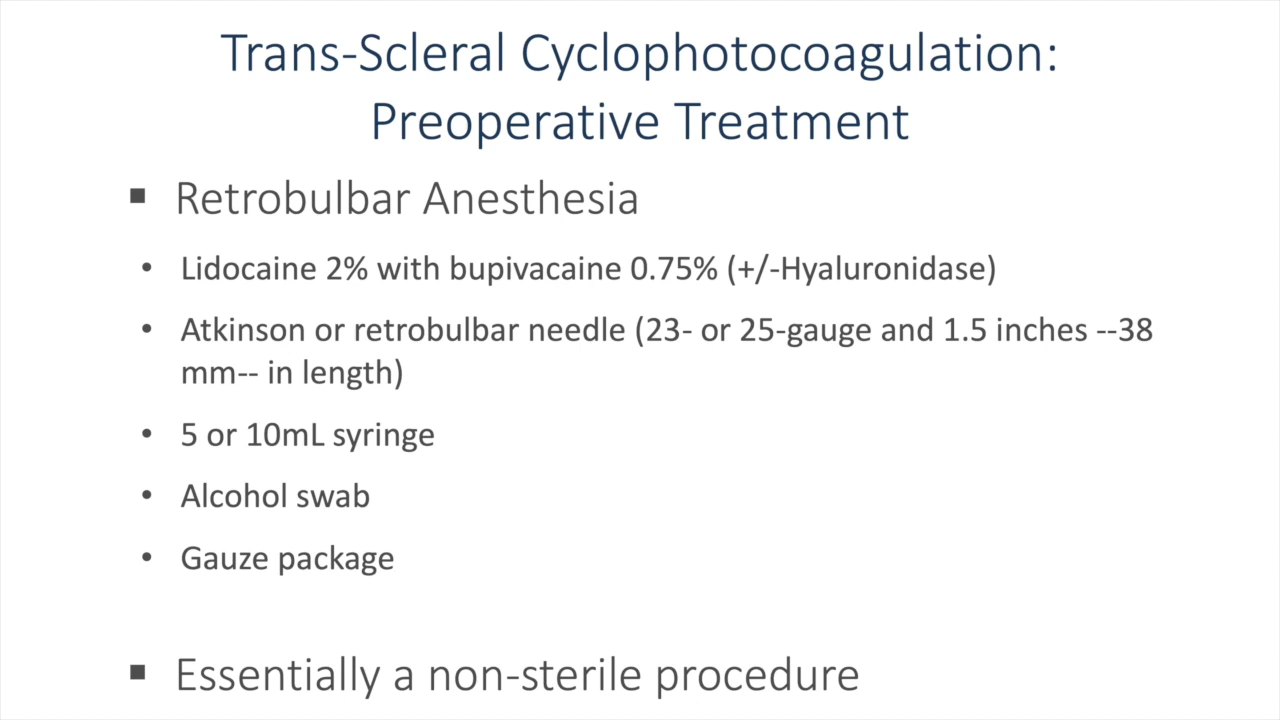 Trans-Scleral Cyclophotocoagulation:
Preoperative Treatment
▪ Retrobulbar Anesthesia
• Lidocaine 2% with bupivacaine 0.75% (+/-Hyaluronidase)
• Atkinson or retrobulbar needle (23- or 25-gauge and 1.5 inches --38
mm-- in length)
• 5 or 10mL syringe
• Alcohol swab
• Gauze package
▪ Essentially a non-sterile procedure